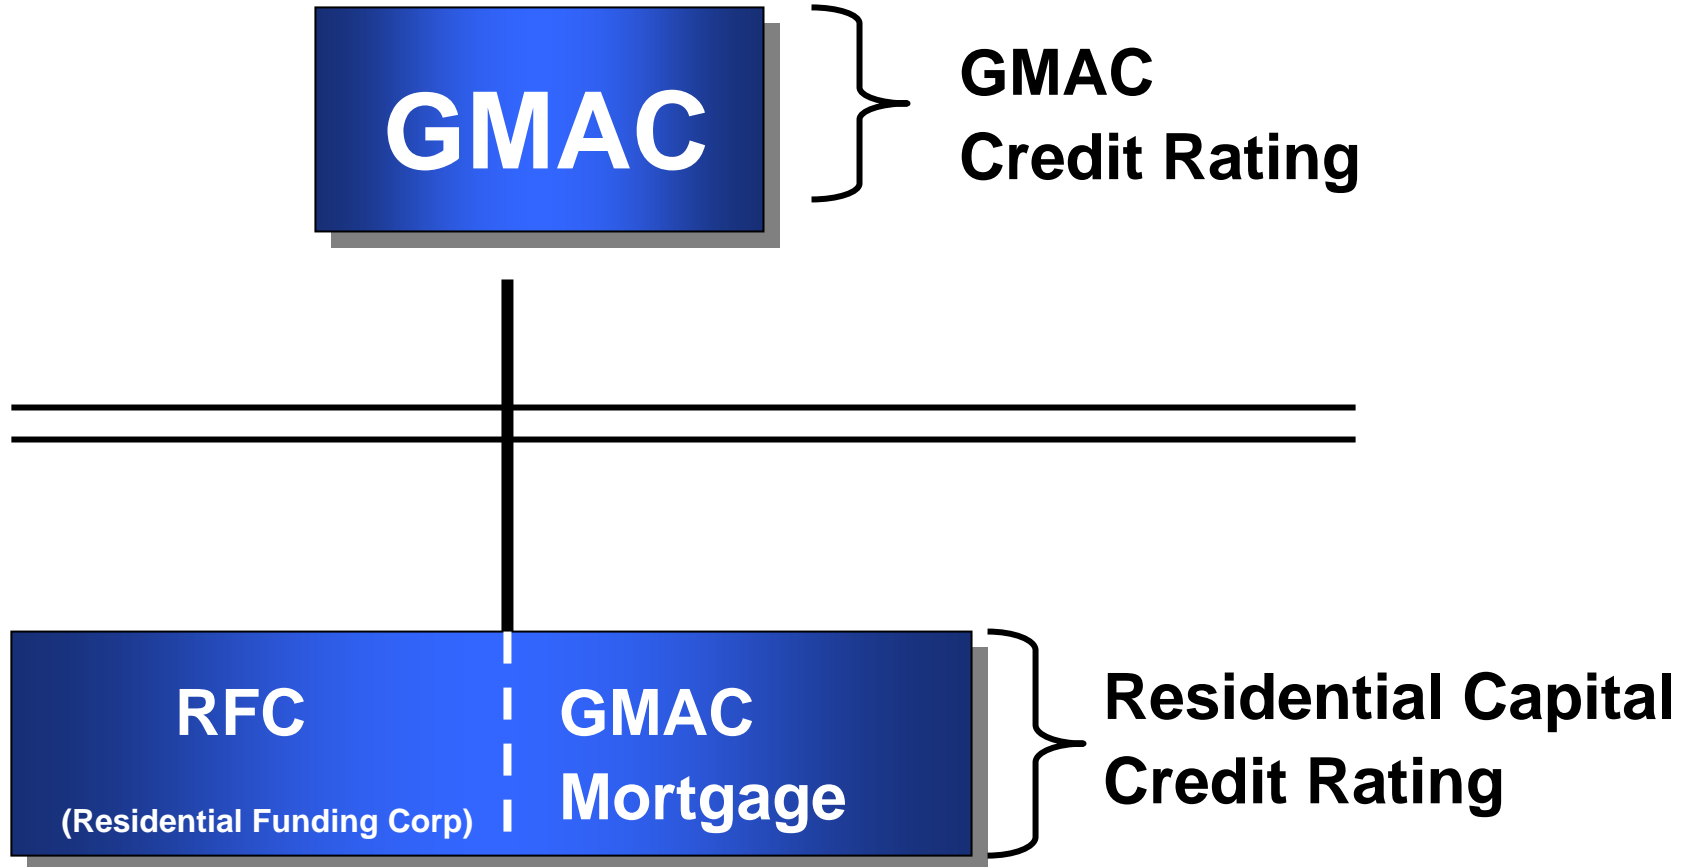 GMAC
GMAC
Credit Rating
RFC
(Residential Funding Corp)
GMAC
Mortgage
Residential Capital
Credit Rating